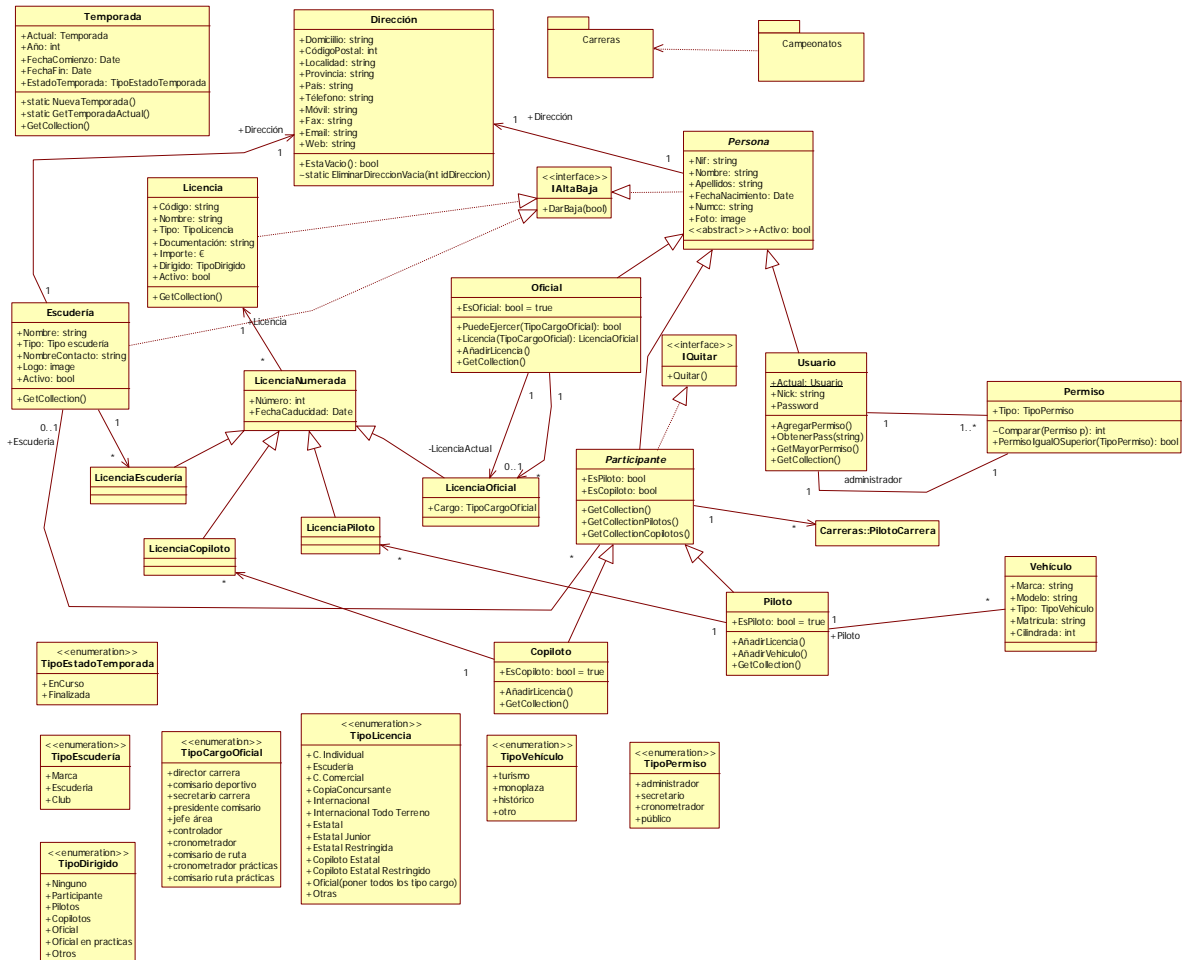 Temporada
+Actual: Temporada
+Año: int
+FechaComienzo: Date
+FechaFin: Date
+EstadoTemporada: TipoEstadoTemporada
+static NuevaTemporada()
+static GetTemporadaActual()
+GetCollection()
Dirección
+Domicilio: string
+CódigoPostal: int
+Localidad: string
+Provincia: string
+País: string
+Télefono: string
+Móvil: string
+Fax: string
+Email: string
+Web: string
+EstaVacio(): bool
−static EliminarDireccionVacia(int idDireccion)
Carreras
Campeonatos
+Dirección
1
1
+Dirección
1
Persona
+Nif: string
+Nombre: string
+Apellidos: string
+FechaNacimiento: Date
+Numcc: string
+Foto: image
<<abstract>>+Activo: bool
<<interface>>
IAltaBaja
+DarBaja(bool)
Licencia
+Código: string
+Nombre: string
+Tipo: TipoLicencia
+Documentación: string
+Importe: €
+Dirigido: TipoDirigido
+Activo: bool
+GetCollection()
1
+Licencia
*
1
Escudería
+Nombre: string
+Tipo: Tipo escudería
+NombreContacto: string
+Logo: image
+Activo: bool
+GetCollection()
0..1
+Escudería
1
*
Oficial
+EsOficial: bool = true
+PuedeEjercer(TipoCargoOficial): bool
+Licencia(TipoCargoOficial): LicenciaOficial
+AñadirLicencia()
+GetCollection()
1
1
-LicenciaActual
0..1
*
<<interface>>
IQuitar
+Quitar()
Usuario
+Actual: Usuario
+Nick: string
+Password
+AgregarPermiso()
+ObtenerPass(string)
+GetMayorPermiso()
+GetCollection()
1
1..*
administrador
1
1
Permiso
+Tipo: TipoPermiso
−Comparar(Permiso p): int
+PermisoIgualOSuperior(TipoPermiso): bool
LicenciaNumerada
+Número: int
+FechaCaducidad: Date
LicenciaEscudería
LicenciaOficial
+Cargo: TipoCargoOficial
Participante
+EsPiloto: bool
+EsCopiloto: bool
+GetCollection()
+GetCollectionPilotos()
+GetCollectionCopilotos()
1
*
*
Carreras::PilotoCarrera
LicenciaPiloto
*
LicenciaCopiloto
*
Vehículo
+Marca: string
+Modelo: string
+Tipo: TipoVehículo
+Matrícula: string
+Cilindrada: int
*
Piloto
+EsPiloto: bool = true
+AñadirLicencia()
+AñadirVehículo()
+GetCollection()
1
1
+Piloto
Copiloto
+EsCopiloto: bool = true
+AñadirLicencia()
+GetCollection()
1
<<enumeration>>
TipoEstadoTemporada
+EnCurso
+Finalizada
<<enumeration>>
TipoEscudería
+Marca
+Escudería
+Club
<<enumeration>>
TipoCargoOficial
+director carrera
+comisario deportivo
+secretario carrera
+presidente comisario
+jefe área
+controlador
+cronometrador
+comisario de ruta
+cronometrador prácticas
+comisario ruta prácticas
<<enumeration>>
TipoLicencia
+C. Individual
+Escudería
+C. Comercial
+CopiaConcursante
+Internacional
+Internacional Todo Terreno
+Estatal
+Estatal Junior
+Estatal Restringida
+Copiloto Estatal
+Copiloto Estatal Restringido
+Oficial(poner todos los tipo cargo)
+Otras
<<enumeration>>
TipoVehículo
+turismo
+monoplaza
+histórico
+otro
<<enumeration>>
TipoPermiso
+administrador
+secretario
+cronometrador
+público
<<enumeration>>
TipoDirigido
+Ninguno
+Participante
+Pilotos
+Copilotos
+Oficial
+Oficial en practicas
+Otros